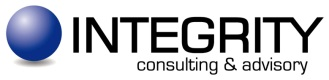 INTEGRITY
consulting & advisory